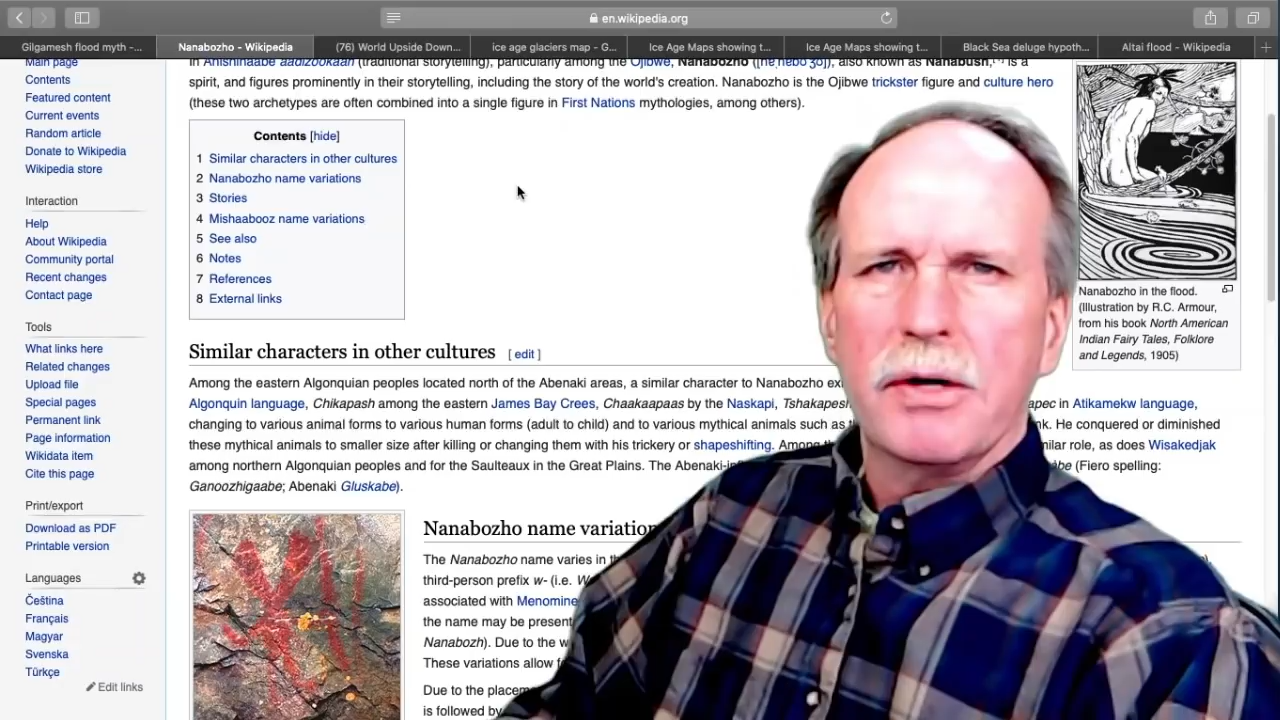 en.wikipedia.org
Gilgamesh flood myth -...
Nanabozho - Wikipedia
(76) World Upside Down...
ice age glaciers map - G...
Ice Age Maps showing t...
Ice Age Maps showing t...
Black Sea deluge hypoth...
Altai flood - Wikipedia
Main page
Contents
Featured content
Current events
Random article
Donate to Wikipedia
Wikipedia store
Interaction
Help
About Wikipedia
Community portal
Recent changes
Contact page
Tools
What links here
Related changes
Upload file
Special pages
Permanent link
Page information
Wikidata item
Cite this page
Print/export
Download as PDF
Printable version
Languages
Čeština
Français
Magyar
Svenska
Türkçe
Edit links
In Anishinaabe aadizookaan (traditional storytelling), particularly among the Ojibwe, Nanabozho also known as Nanabush, is a
spirit, and figures prominently in their storytelling, including the story of the world's creation. Nanabozho is the Ojibwe trickster figure and culture hero
(these two archetypes are often combined into a single figure in First Nations mythologies, among others).
Contents [hide]
1 Similar characters in other cultures
2 Nanabozho name variations
3 Stories
4 Mishaabooz name variations
5 See also
6 Notes
7 References
8 External links
Nanabozho in the flood.
(Illustration by R.C. Armour,
from his book North American
Indian Fairy Tales, Folklore
and Legends, 1905)
Similar characters in other cultures [ edit ]
Among the eastern Algonquian peoples located north of the Abenaki areas, a similar character to Nanabozho
Algonquin language, Chikapash among the eastern James Bay Crees, Chaakaapaas by the Naskapi, in Atikamekw language,
changing to various animal forms to various human forms (adult to child) and to various mythical animals such as He conquered or diminished
these mythical animals to smaller size after killing or changing them with his trickery or shapeshifting. Among role, as does Wisakedjak
among northern Algonquian peoples and for the Saulteaux in the Great Plains. The (Fiero spelling:
Ganoozhigaabe; Abenaki Gluskabe).
Nanabozho name
The Nanabozho name varies in
third-person prefix w- (i.e.
associated with
the name may be present
Nanabozh). Due to the
These variations allow
Due to the
is followed by